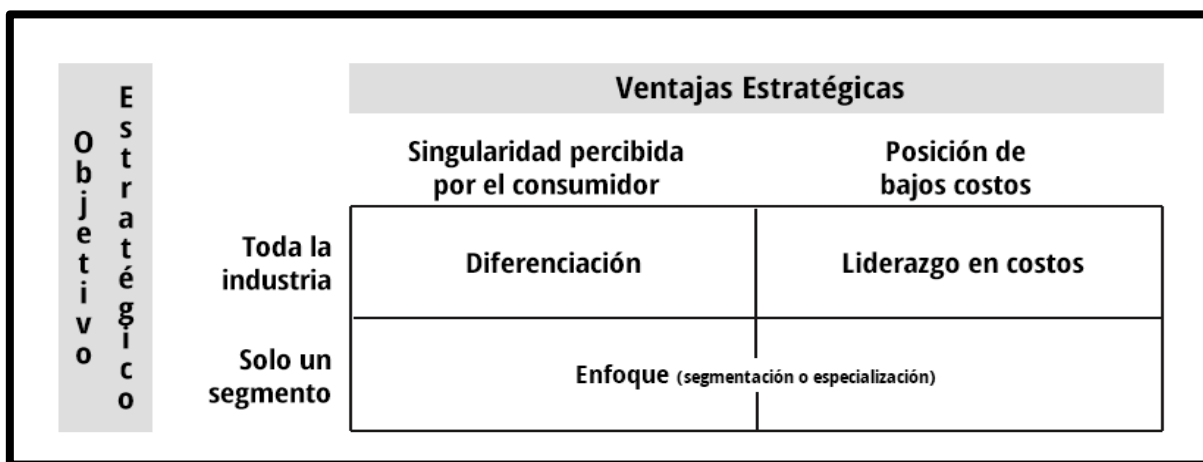 Objetivo
Estratégico
Ventajas Estratégicas
Singularidad percibida
por el consumidor
Posición de
bajos costos
Toda la
industria
Diferenciación
Liderazgo en costos
Solo un
segmento
Enfoque (segmentación o especialización)